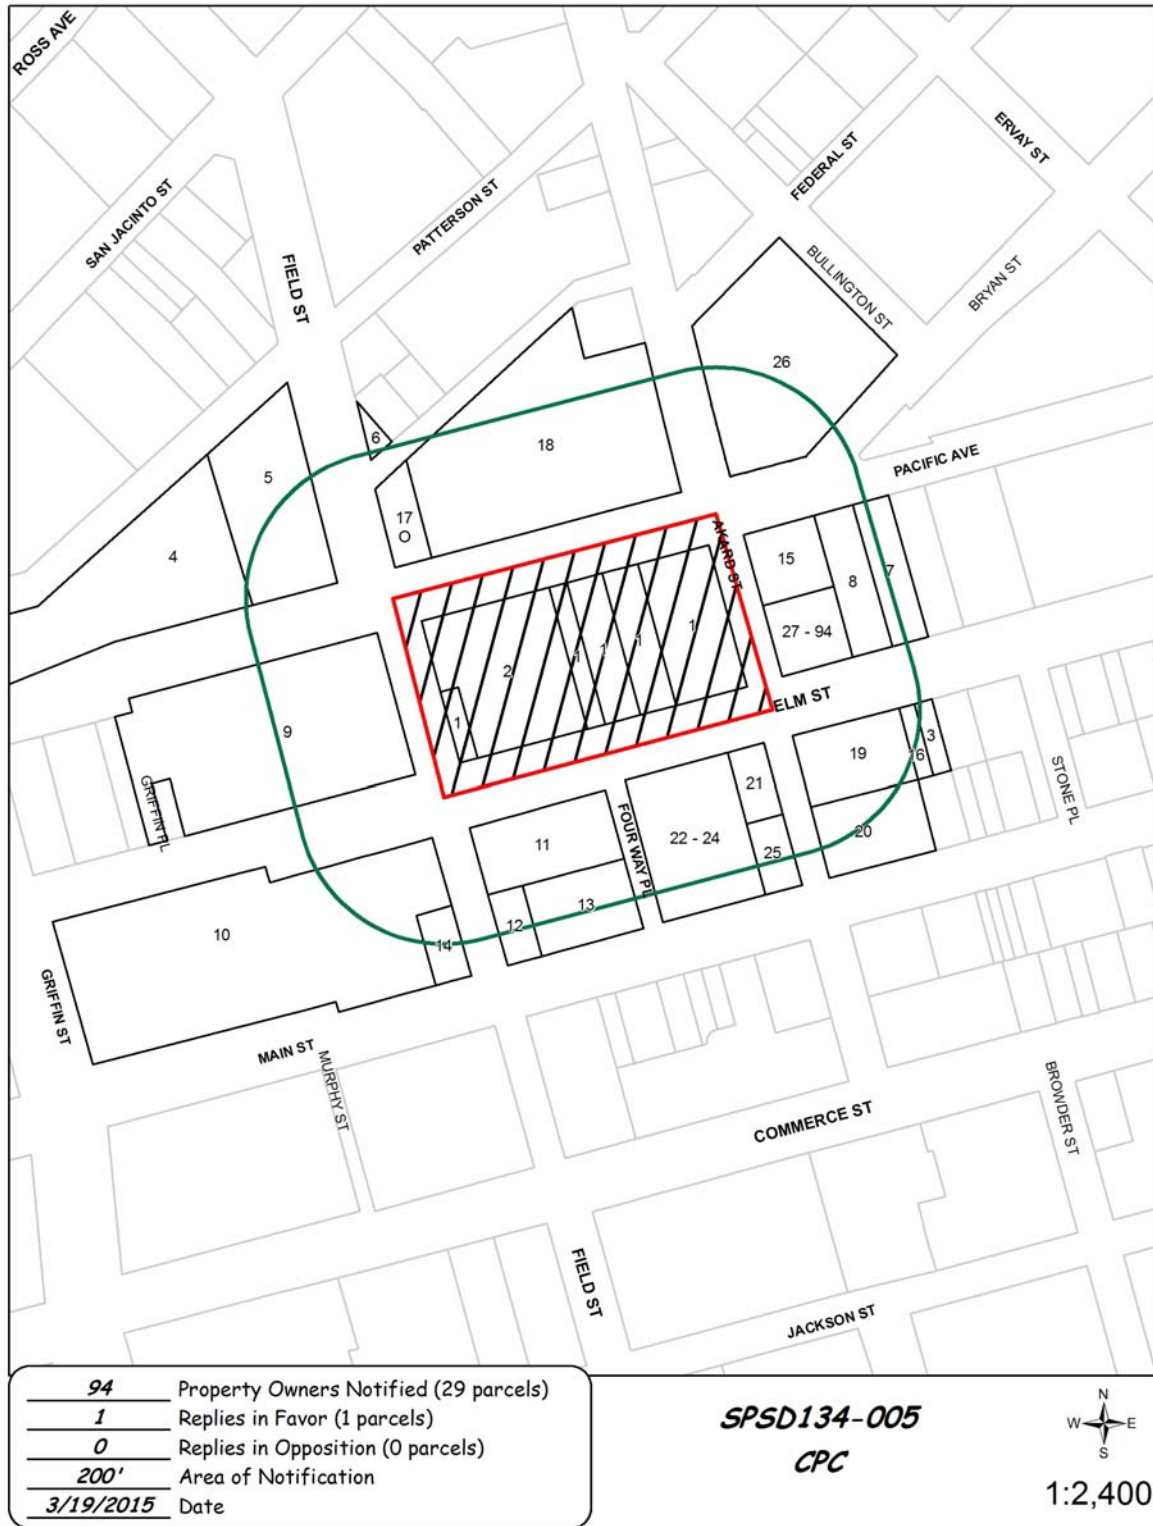 ROSS AVE
ERVAY ST
FEDERAL ST
SAN JACINTO ST
PATTERSON ST
FIELD ST
BULLINGTON ST
BRYAN ST
26
6
18
PACIFIC AVE
5
17
O
4
AKARD ST
15
7
8
1
1
1
1
27 - 94
2
1
ELM ST
9
19
3
16
STONE PL
GRIFFIN PL
21
FOUR WAY PL
22 - 24
20
11
25
13
12
10
14
GRIFFIN ST
MAIN ST
MURPHY ST
COMMERCE ST
BROWDER ST
FIELD ST
JACKSON ST
94 Property Owners Notified (29 parcels)
1 Replies in Favor (1 parcels)
0 Replies in Opposition (0 parcels)
200' Area of Notification
3/19/2015 Date
SPSD134-005
CPC
N
W E
S
1:2,400